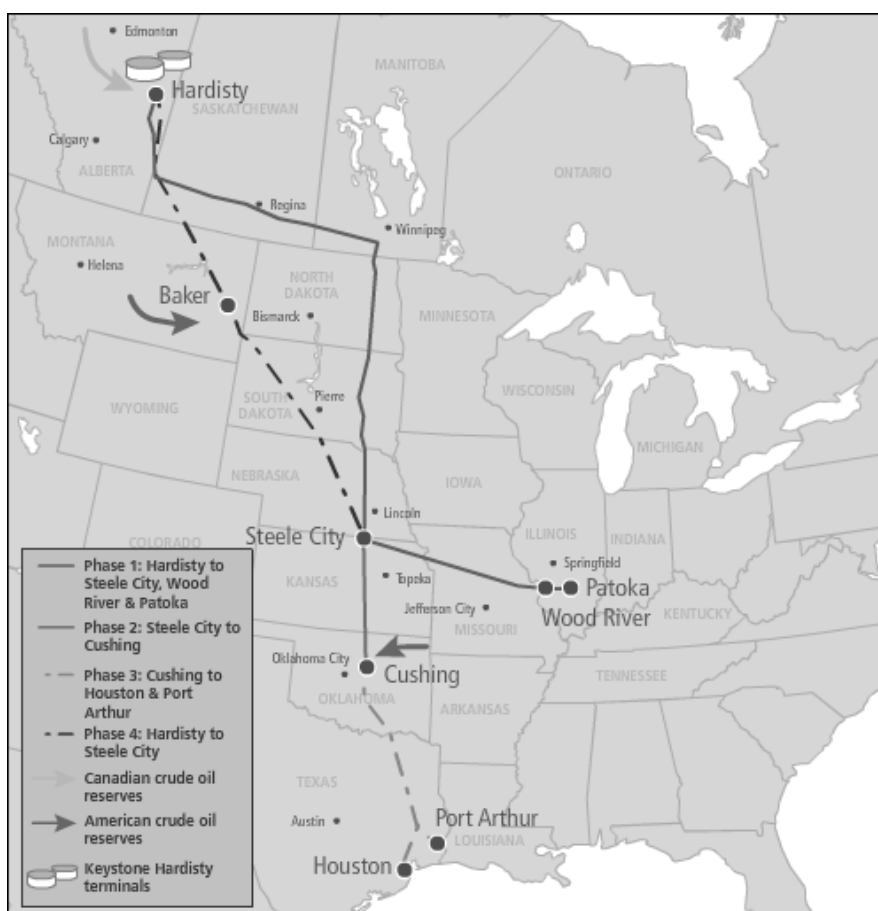 Edmonton
MANITOBA
Hardisty
SASKATCHEWAN
Calgary
ALBERTA
ONTARIO
Regina
Winnipeg
MONTANA
Helena
NORTH
DAKOTA
Baker
Bismarck
MINNESOTA
WISCONSIN
WYOMING
SOUTH
DAKOTA
Pierre
MICHIGAN
NEBRASKA
IOWA
Lincoln
Steele City
COLORADO
ILLINOIS
INDIANA
Springfield
KANSAS
Topeka
Patoka
Jefferson City
Wood River
MISSOURI
KENTUCKY
Oklahoma City
Cushing
TENNESSEE
OKLAHOMA
ARKANSAS
TEXAS
Austin
Port Arthur
LOUISIANA
Houston
Phase 1: Hardisty to
Steele City, Wood
River & Patoka
Phase 2: Steele City to
Cushing
Phase 3: Cushing to
Houston & Port
Arthur
Phase 4: Hardisty to
Steele City
Canadian crude oil
reserves
American crude oil
reserves
Keystone Hardisty
terminals